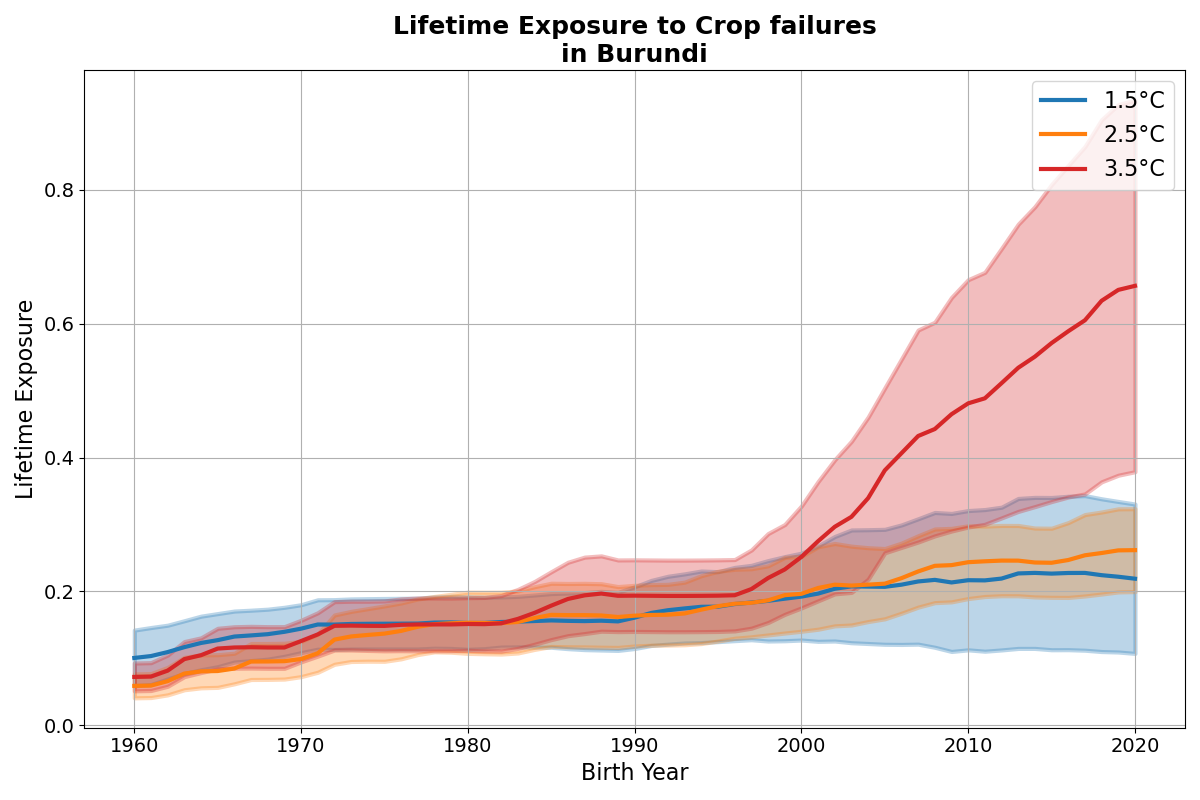 Lifetime Exposure to Crop failures
in Burundi
1.5°C
2.5°C
3.5°C
Lifetime Exposure
0.8
0.6
0.4
0.2
0.0
1960 1970 1980 1990 2000 2010 2020
Birth Year